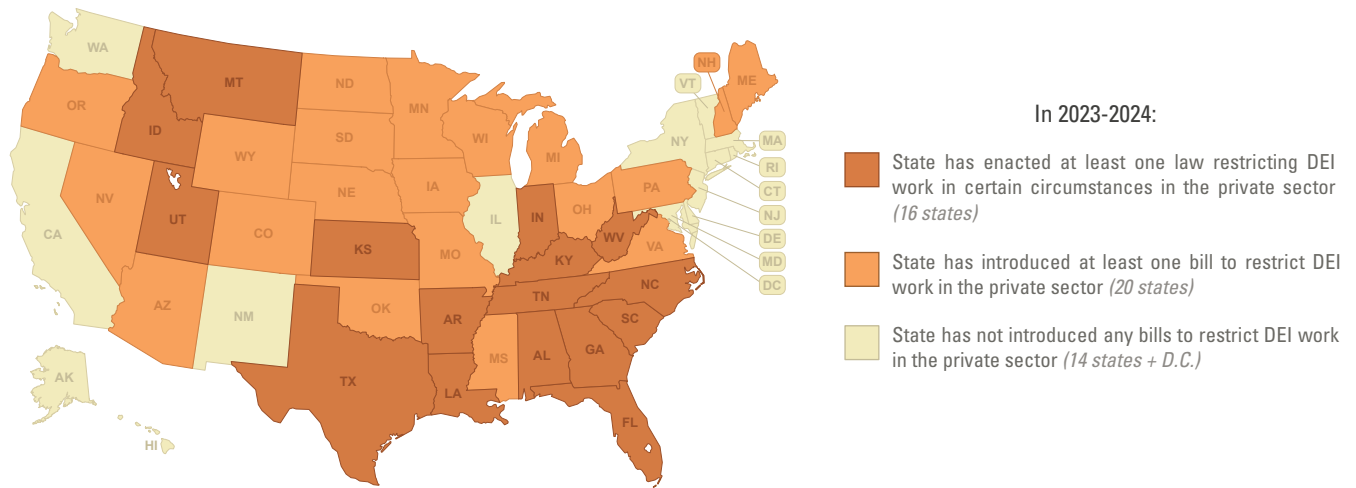 WA
MT
ND
MN
OR
ID
SD
WI
WY
MI
NH
ME
VT
NY
MA
RI
CT
NJ
DE
MD
DC
NV
UT
NE
IA
IL
IN
OH
PA
CA
CO
KS
MO
KY
WV
VA
AZ
NM
OK
AR
TN
NC
SC
MS
AL
GA
TX
LA
FL
AK
HI
In 2023-2024:
State has enacted at least one law restricting DEI
work in certain circumstances in the private sector
(16 states)
State has introduced at least one bill to restrict DEI
work in the private sector (20 states)
State has not introduced any bills to restrict DEI work
in the private sector (14 states + D.C.)